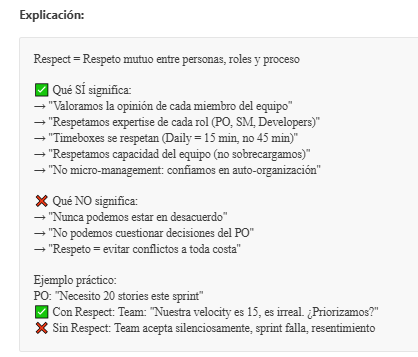 Explicación:
Respect = Respeto mutuo entre personas, roles y proceso
✅ Qué SÍ significa:
→ "Valoramos la opinión de cada miembro del equipo"
→ "Respetamos expertise de cada rol (PO, SM, Developers)"
→ "Timeboxes se respetan (Daily = 15 min, no 45 min)"
→ "Respetamos capacidad del equipo (no sobrecargamos)"
→ "No micro-management: confiamos en auto-organización"
❌ Qué NO significa:
→ "Nunca podemos estar en desacuerdo"
→ "No podemos cuestionar decisiones del PO"
→ "Respeto = evitar conflictos a toda costa"
Ejemplo práctico:
PO: "Necesito 20 stories este sprint"
✅ Con Respect: Team: "Nuestra velocity es 15, es irreal. ¿Priorizamos?"
❌ Sin Respect: Team acepta silenciosamente, sprint falla, resentimiento